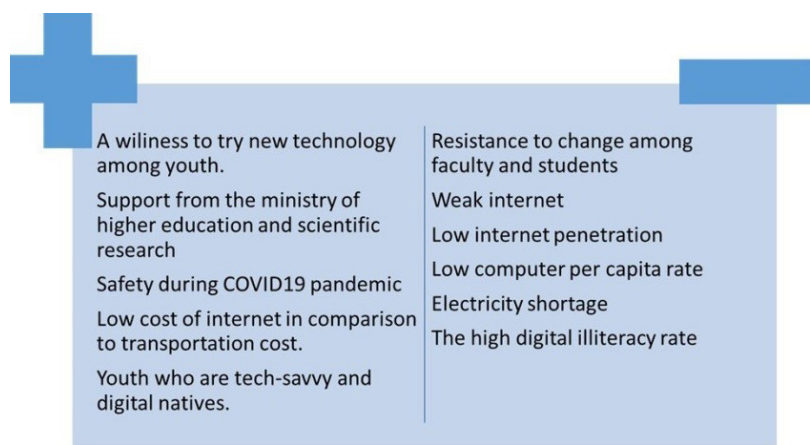 A wiliness to try new technology
among youth.
Support from the ministry of
higher education and scientific
research
Safety during COVID19 pandemic
Low cost of internet in comparison
to transportation cost.
Youth who are tech-savvy and
digital natives.
Resistance to change among
faculty and students
Weak internet
Low internet penetration
Low computer per capita rate
Electricity shortage
The high digital illiteracy rate